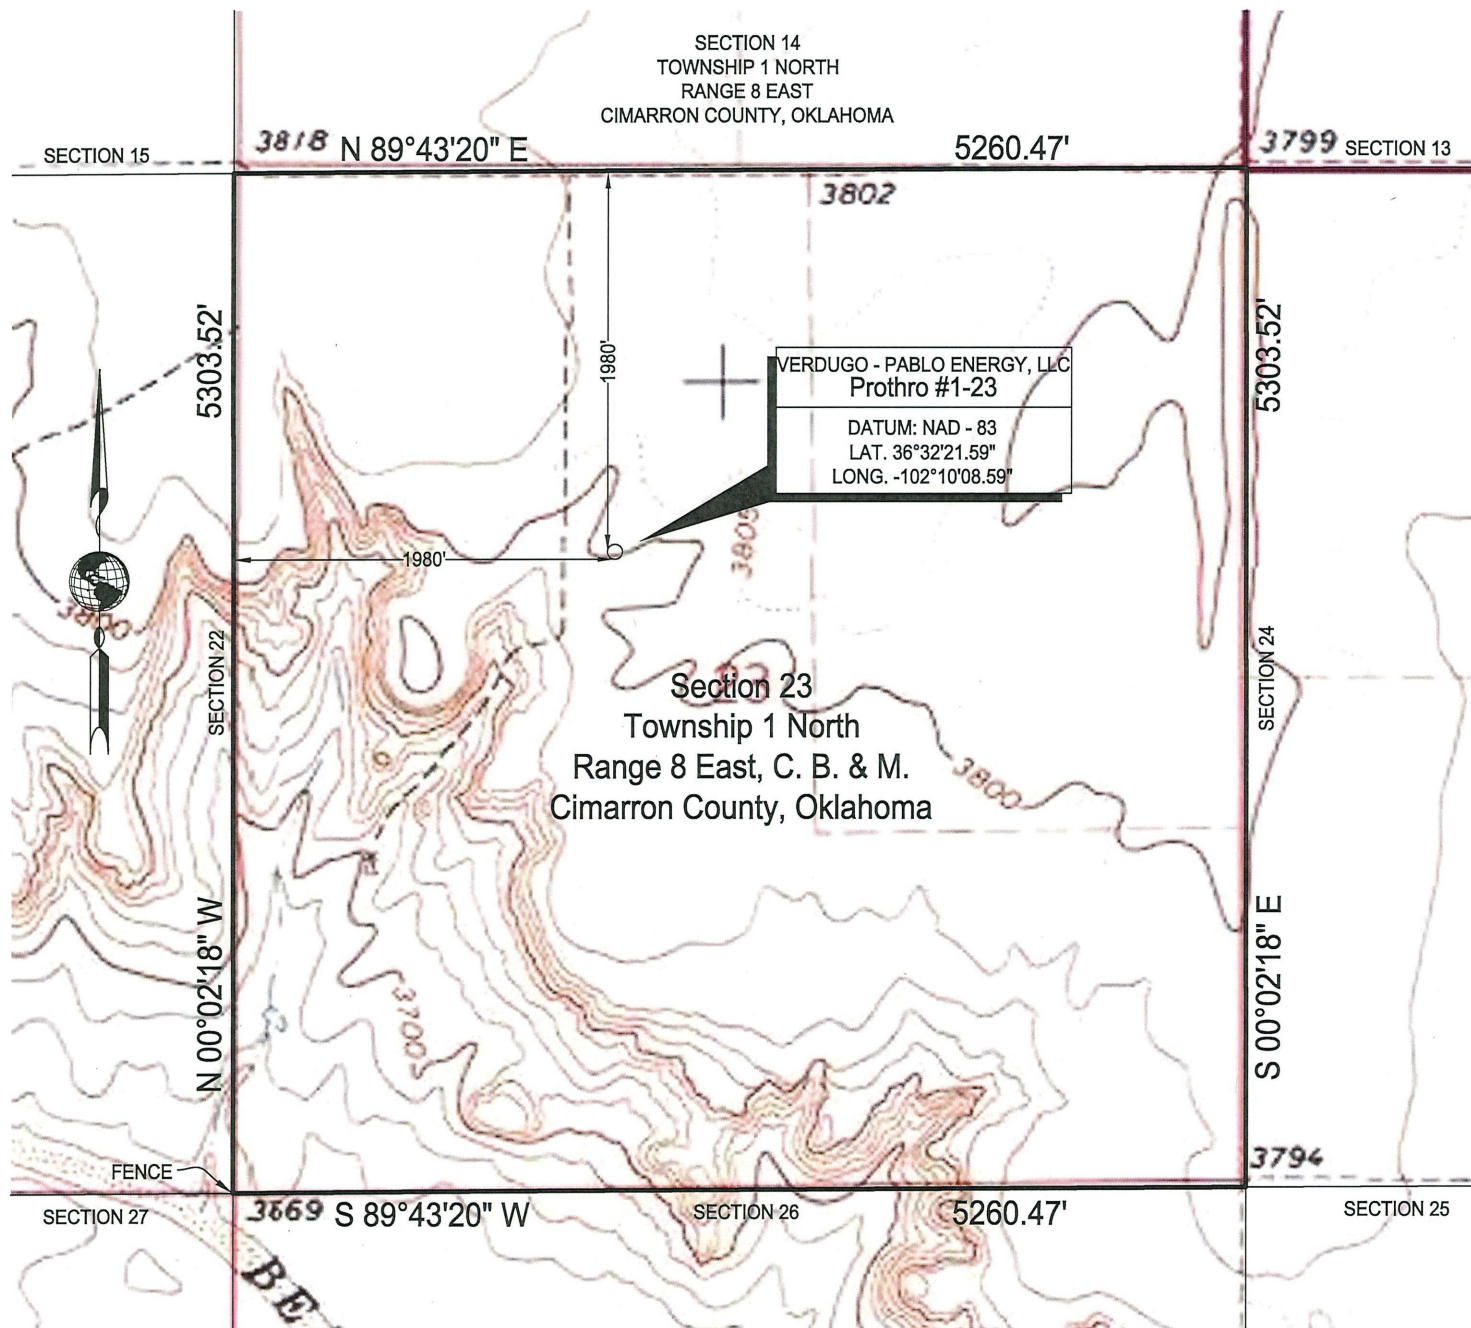 SECTION 14
TOWNSHIP 1 NORTH
RANGE 8 EAST
CIMARRON COUNTY, OKLAHOMA
SECTION 15
3818
N 89°43'20" E
5260.47'
3799
SECTION 13
3802
5303.52'
1980'
5303.52'
VERDUGO - PABLO ENERGY, LLC
Prothro #1-23
DATUM: NAD - 83
LAT. 36°32'21.59"
LONG. -102°10'08.59"
3805
1980'
3800
SECTION 22
23
Section 23
Township 1 North
Range 8 East, C. B. & M.
Cimarron County, Oklahoma
SECTION 24
3800
N 00°02'18" W
3700
S 00°02'18" E
FENCE
3794
SECTION 27
3669
S 89°43'20" W
SECTION 26
5260.47'
SECTION 25
BE